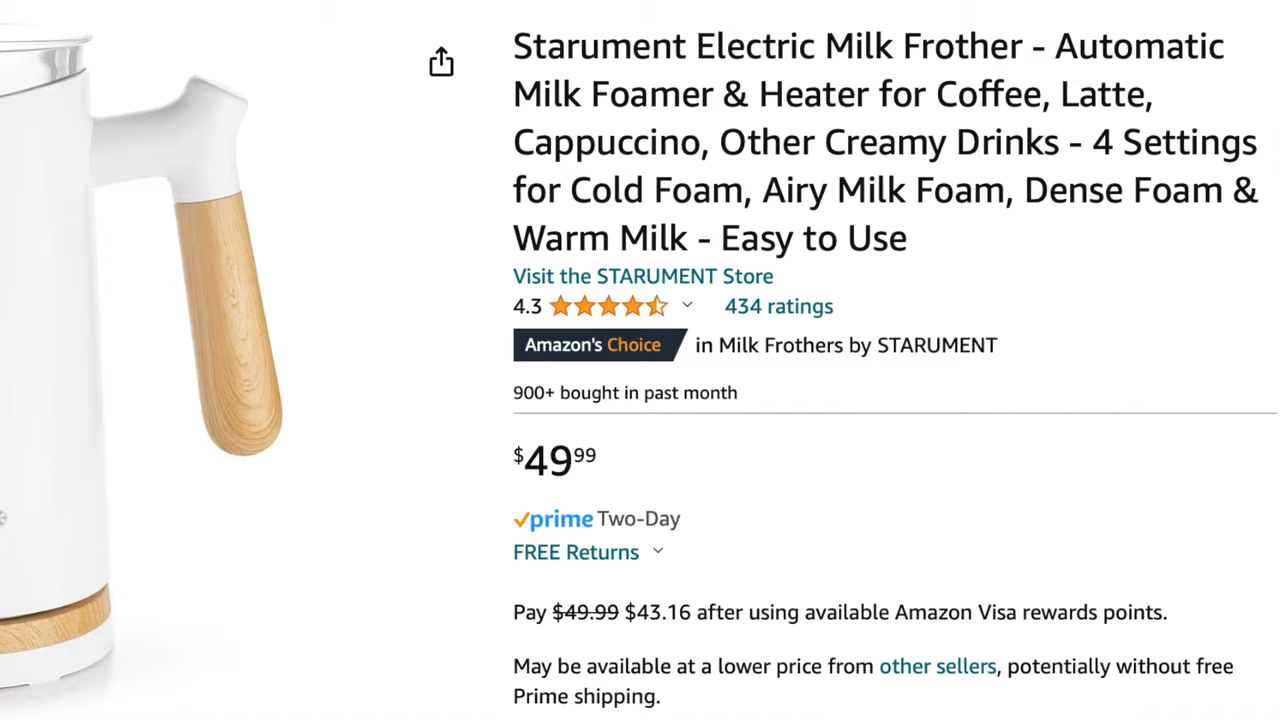 Starument Electric Milk Frother - Automatic
Milk Foamer & Heater for Coffee, Latte,
Cappuccino, Other Creamy Drinks - 4 Settings
for Cold Foam, Airy Milk Foam, Dense Foam &
Warm Milk - Easy to Use
Visit the STARUMENT Store
4.3 434 ratings
Amazon's Choice in Milk Frothers by STARUMENT
900+ bought in past month
$49.99
prime Two-Day
FREE Returns
Pay $49.99 $43.16 after using available Amazon Visa rewards points.
May be available at a lower price from other sellers, potentially without free
Prime shipping.